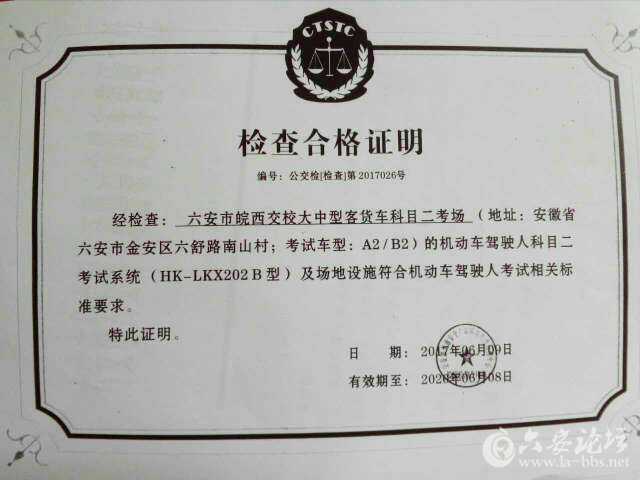 CTSTC
检查合格证明
编号：公交检[检查]第2017026号
经检查：六安市皖西交校大中型客货车科目二考场（地址：安徽省
六安市金安区六舒路南山村；考试车型：A2/B2）的机动车驾驶人科目二
考试系统（HK-LKX202B型）及场地设施符合机动车驾驶人考试相关标
准要求。
特此证明。
日 期：2017年06月09日
有效期至：2020年06月08日
六安论坛
www.la-bbs.net